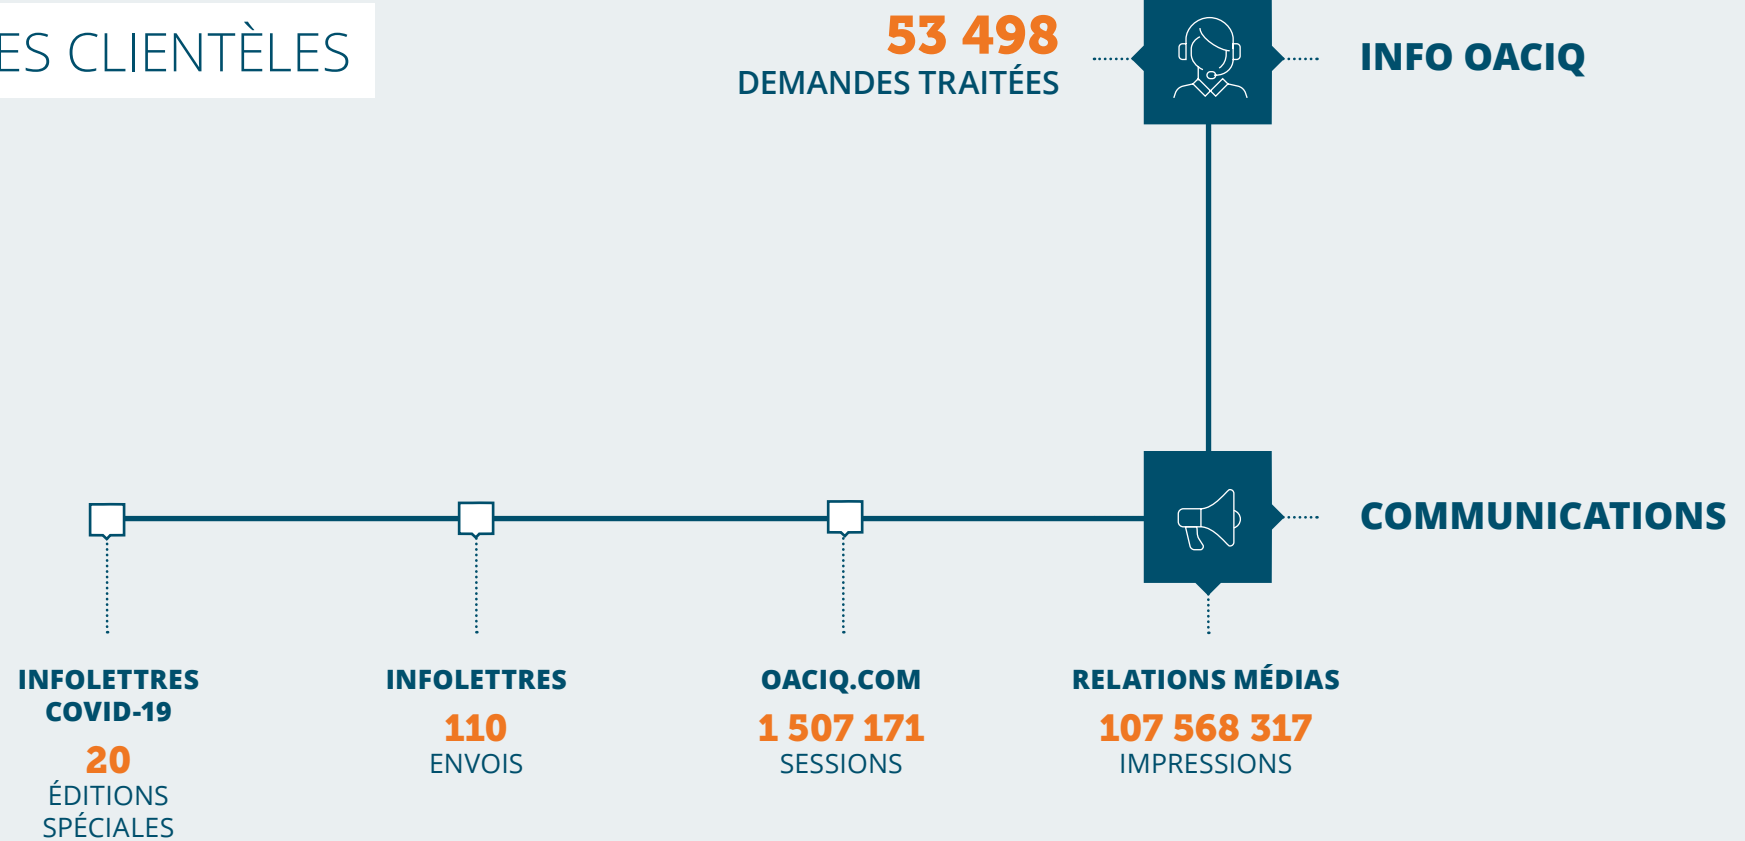 ES CLIENTÈLES
53 498
DEMANDES TRAITÉES
INFO OACIQ
COMMUNICATIONS
INFOLETTRES
COVID-19
20
ÉDITIONS
SPÉCIALES
INFOLETTRES
110
ENVOIS
OACIQ.COM
1 507 171
SESSIONS
RELATIONS MÉDIAS
107 568 317
IMPRESSIONS